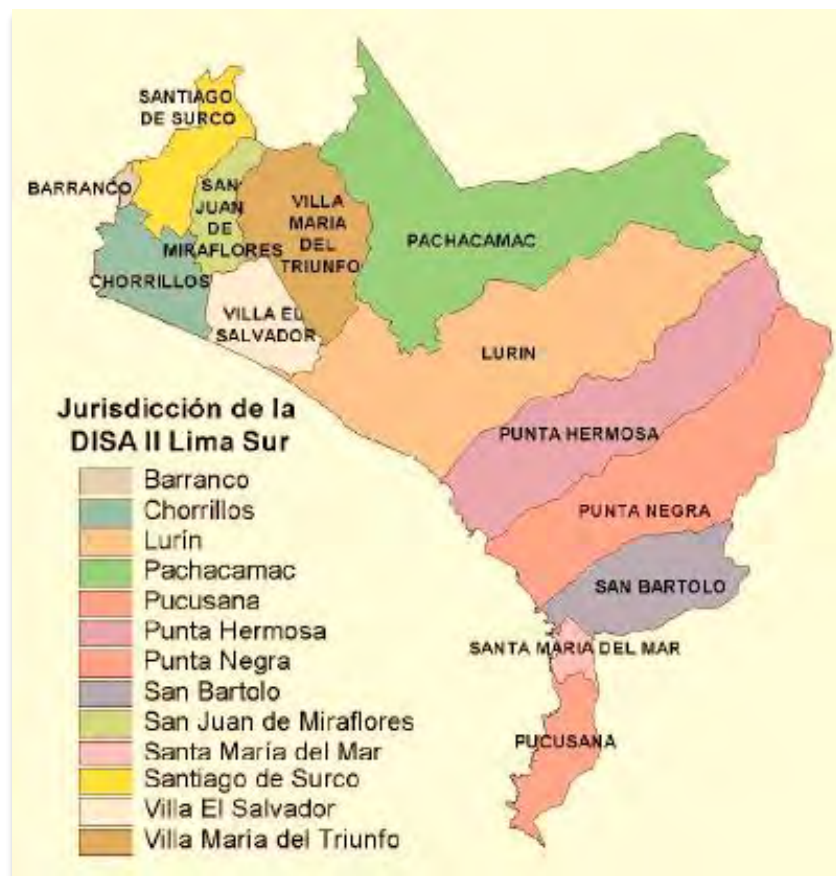 SANTIAGO
DE SURCO
BARRANCO
SAN
JUAN
DE
MIRAFLORES
VILLA
MARIA
DEL
TRIUNFO
PACHACAMAC
CHORRILLOS
VILLA EL
SALVADOR
LURIN
PUNTA HERMOSA
PUNTA NEGRA
SAN BARTOLO
SANTA MARIA DEL MAR
PUCUSANA
Jurisdicción de la
DISA II Lima Sur
Barranco
Chorrillos
Lurín
Pachacamac
Pucusana
Punta Hermosa
Punta Negra
San Bartolo
San Juan de Miraflores
Santa María del Mar
Santiago de Surco
Villa El Salvador
Villa María del Triunfo